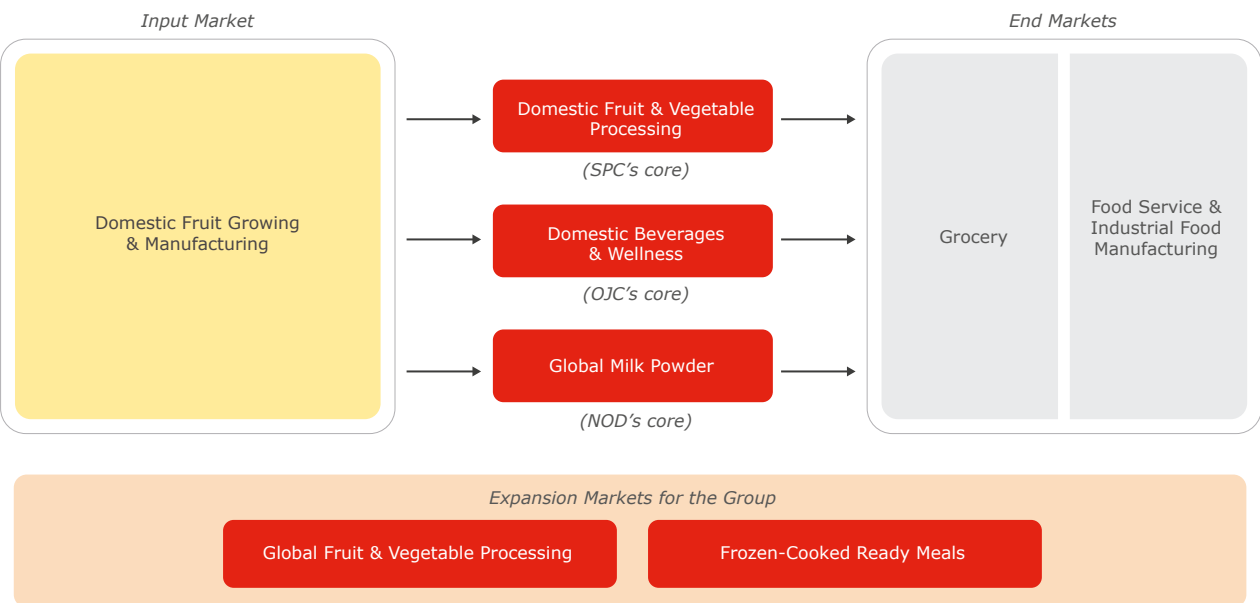 Input Market
End Markets
Domestic Fruit Growing
& Manufacturing
Domestic Fruit & Vegetable
Processing
(SPC’s core)
Domestic Beverages
& Wellness
(OJC’s core)
Global Milk Powder
(NOD’s core)
Grocery
Food Service &
Industrial Food
Manufacturing
Expansion Markets for the Group
Global Fruit & Vegetable Processing
Frozen-Cooked Ready Meals